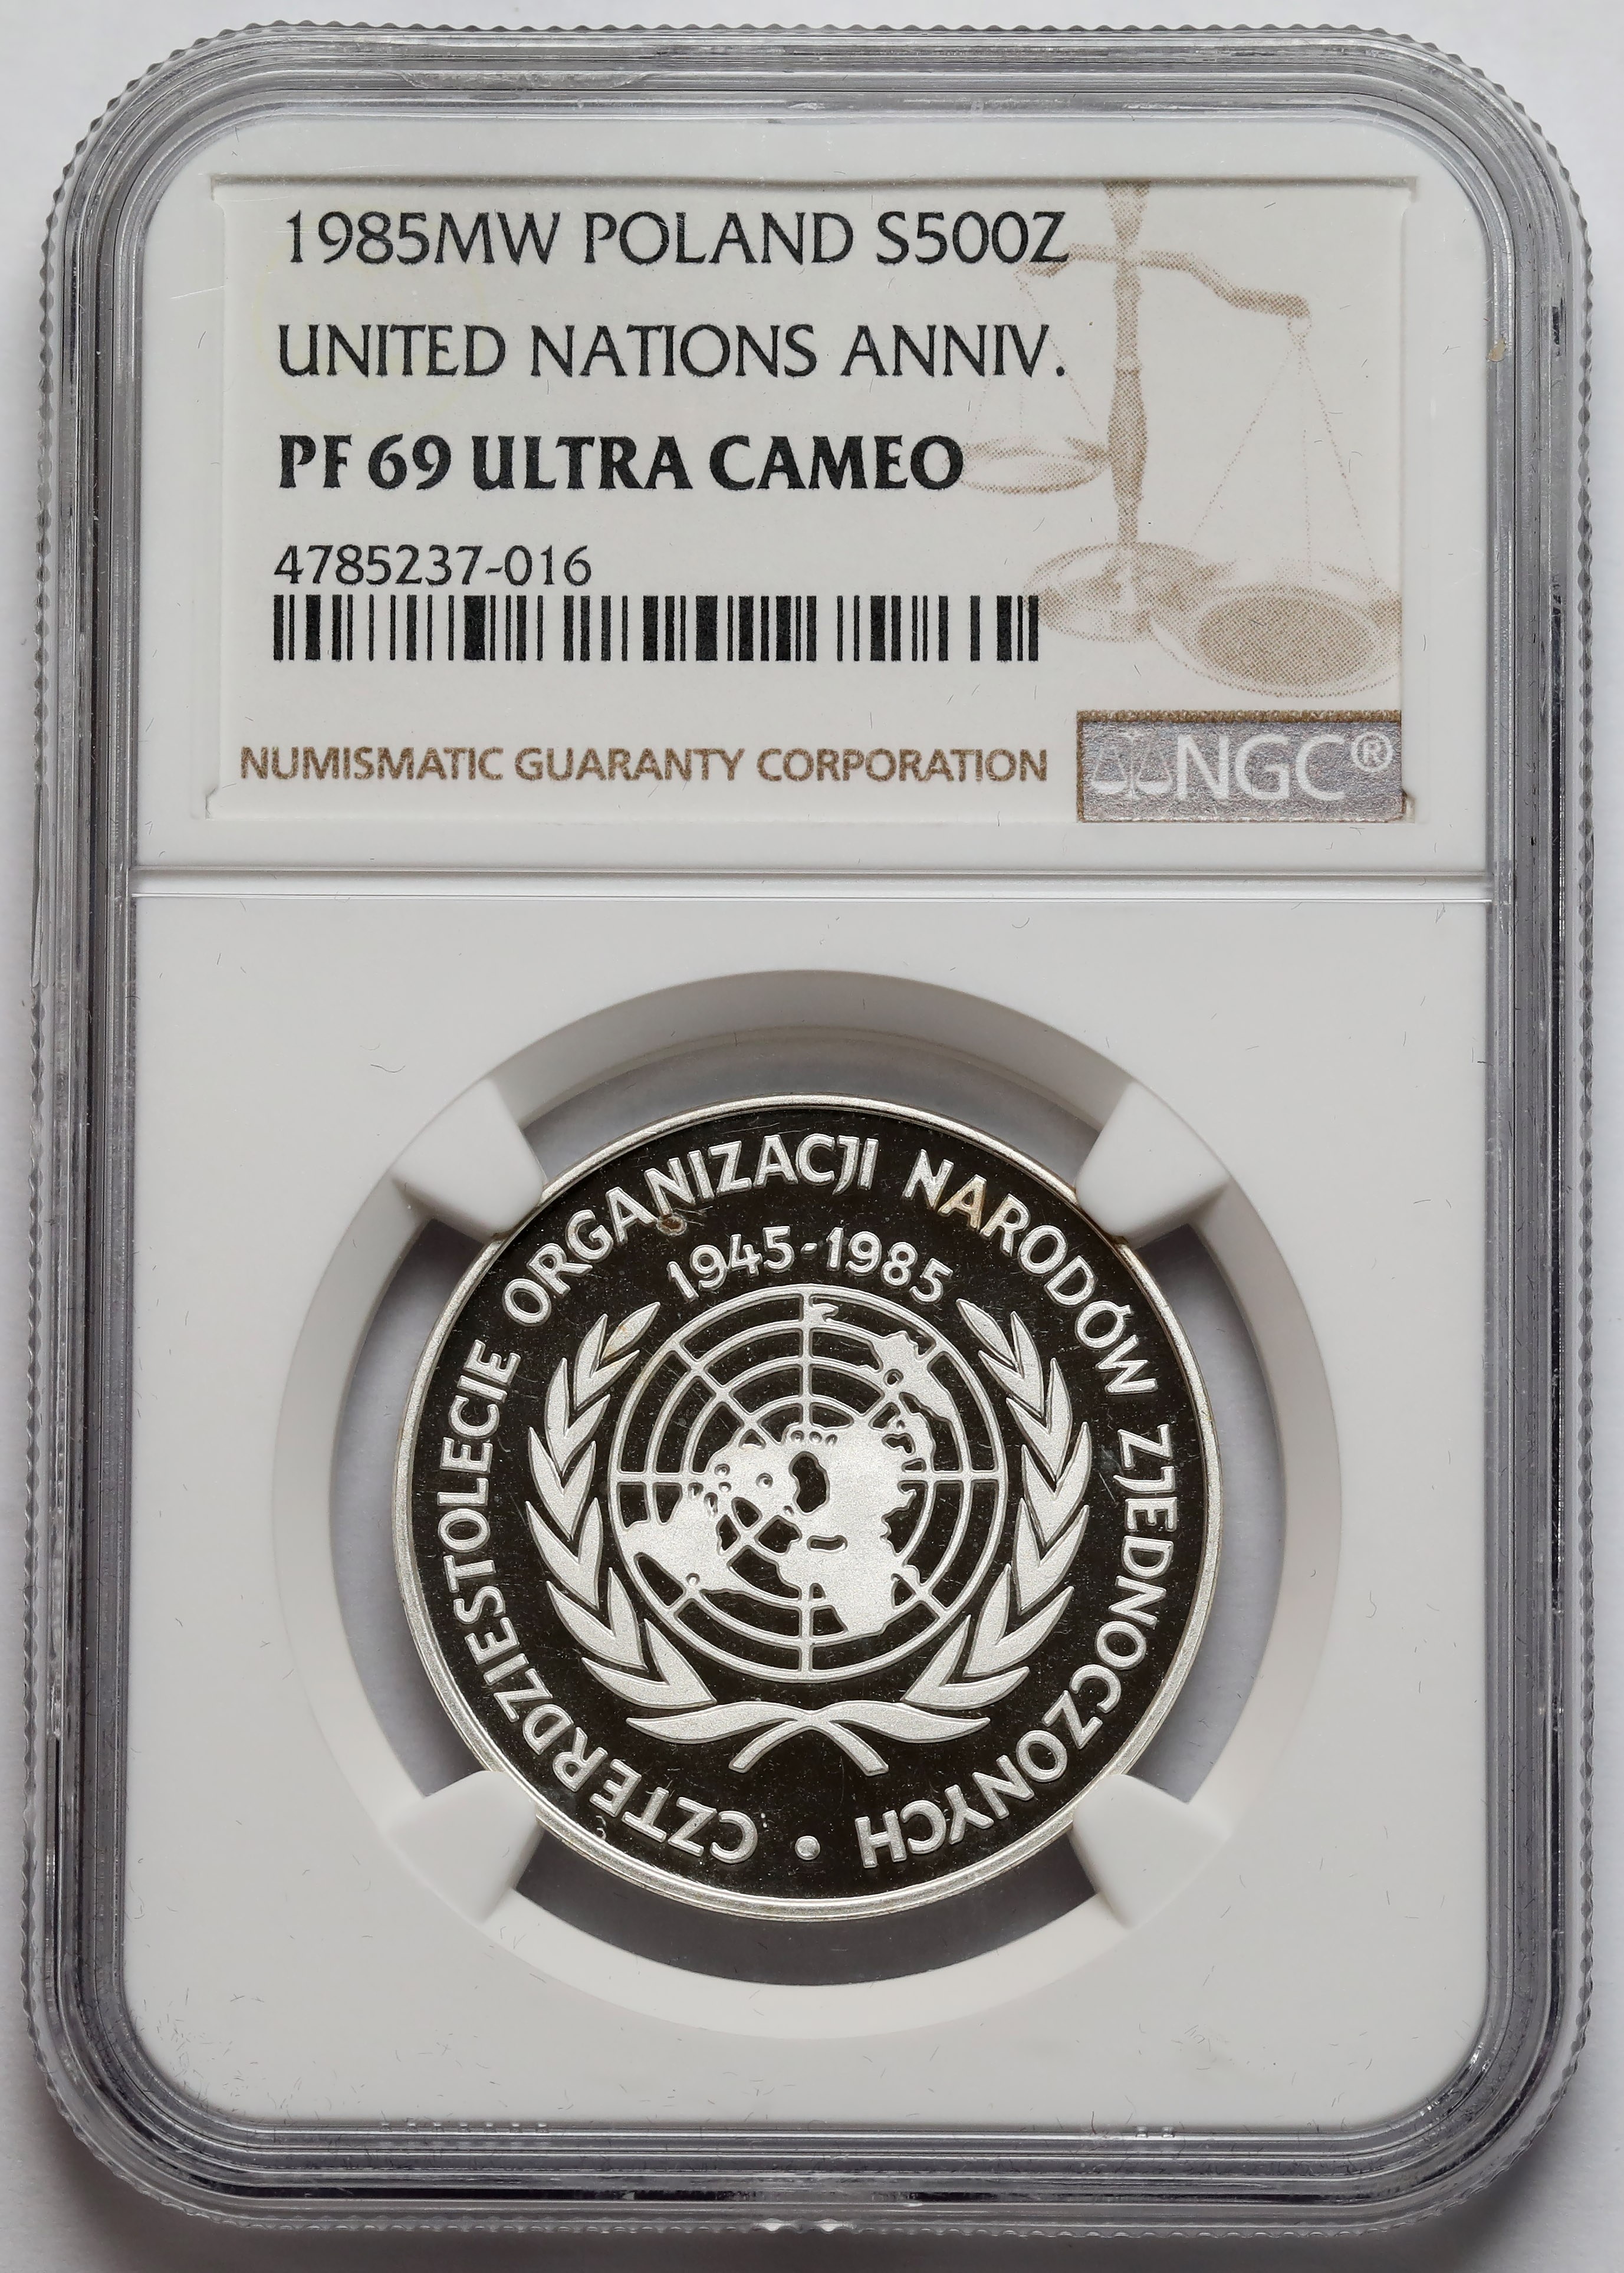 1985MW POLAND S500Z
UNITED NATIONS ANNIV.
PF 69 ULTRA CAMEO
4785237-016
NUMISMATIC GUARANTY CORPORATION
NGC®
CZTERDZIESTOLECIE ORGANIZACJI NARODÓW ZJEDNOCZONYCH •
1945-1985